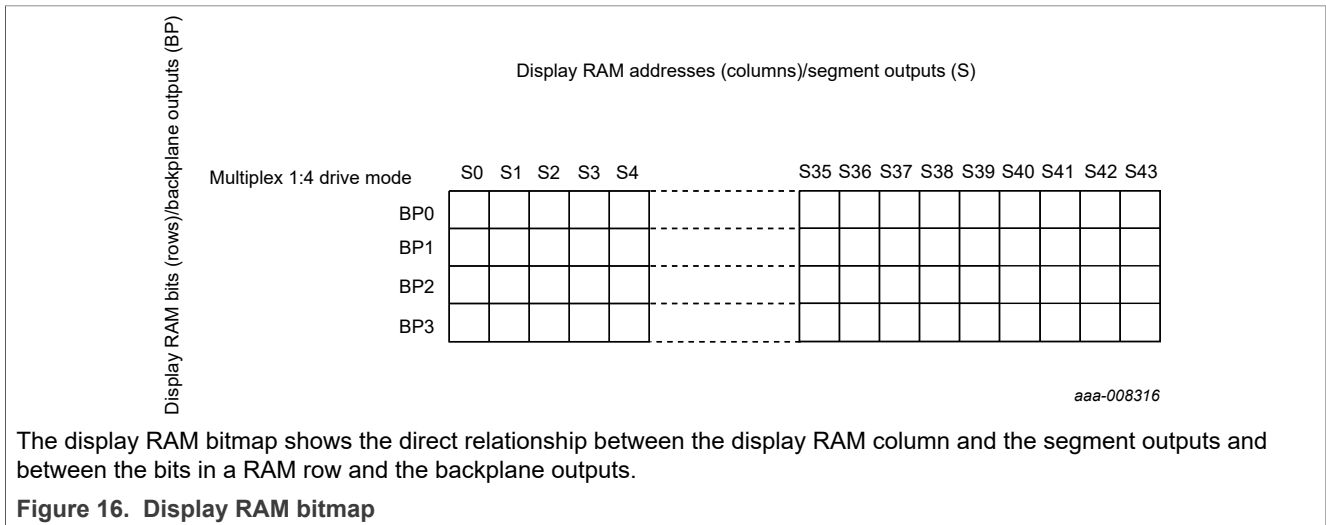 Display RAM bits (rows)/backplane outputs (BP)
Display RAM addresses (columns)/segment outputs (S)
Multiplex 1:4 drive mode S0 S1 S2 S3 S4 S35 S36 S37 S38 S39 S40 S41 S42 S43
BP0
BP1
BP2
BP3
aaa-008316
The display RAM bitmap shows the direct relationship between the display RAM column and the segment outputs and
between the bits in a RAM row and the backplane outputs.
Figure 16. Display RAM bitmap